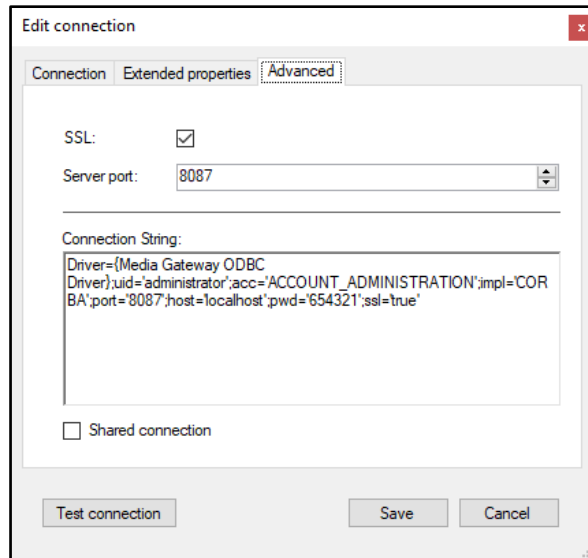 Edit connection
x
Connection Extended properties Advanced
SSL:
Server port: 8087
Connection String:
Driver={Media Gateway ODBC
Driver};uid='administrator';acc='ACCOUNT_ADMINISTRATION';impl='COR
BA';port='8087';host='localhost';pwd='654321';ssl='true'
Shared connection
Test connection Save Cancel